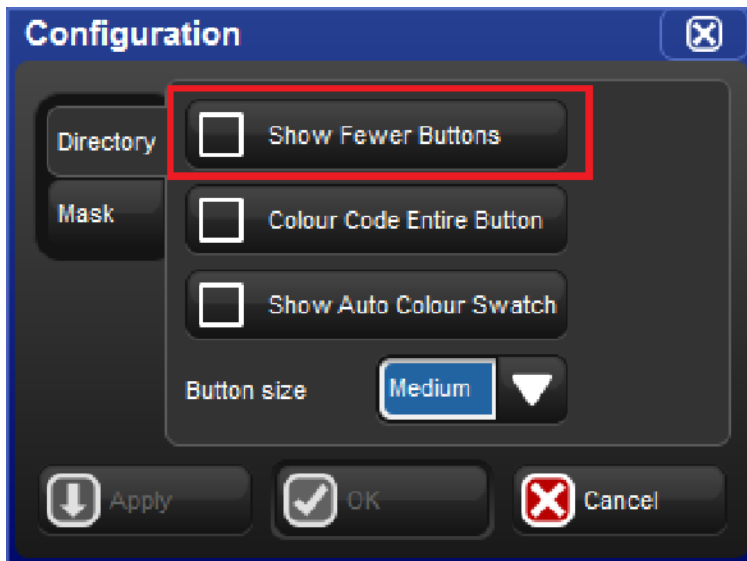 Configuration
Directory
Show Fewer Buttons
Mask
Colour Code Entire Button
Show Auto Colour Swatch
Button size
Medium
Apply
OK
Cancel